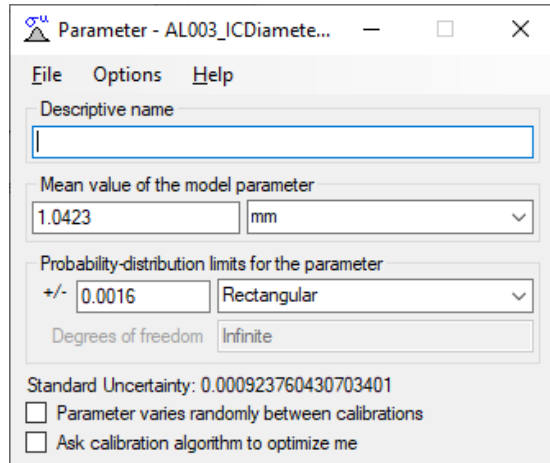 σ^u Parameter - AL003_ICDiamete...
File Options Help
Descriptive name
Mean value of the model parameter
1.0423 mm
Probability-distribution limits for the parameter
+/- 0.0016 Rectangular
Degrees of freedom Infinite
Standard Uncertainty: 0.000923760430703401
Parameter varies randomly between calibrations
Ask calibration algorithm to optimize me